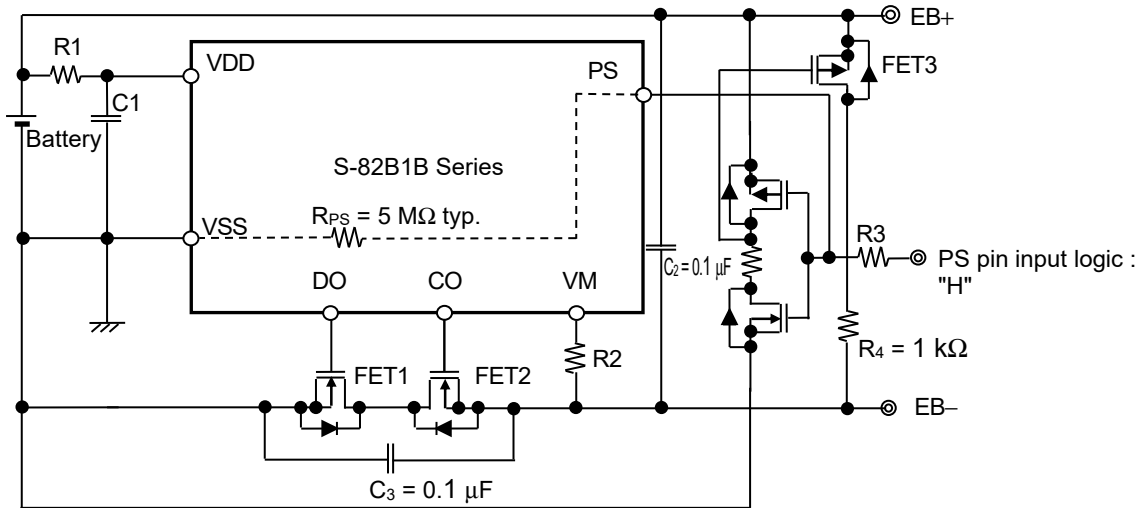 EB+
R1
VDD
PS
FET3
C1
Battery
S-82B1B Series
RPS = 5 MΩ typ.
VSS
R3
C2 = 0.1 μF
PS pin input logic :
"H"
DO
CO
VM
R2
R4 = 1 kΩ
FET1
FET2
EB−
C3 = 0.1 μF